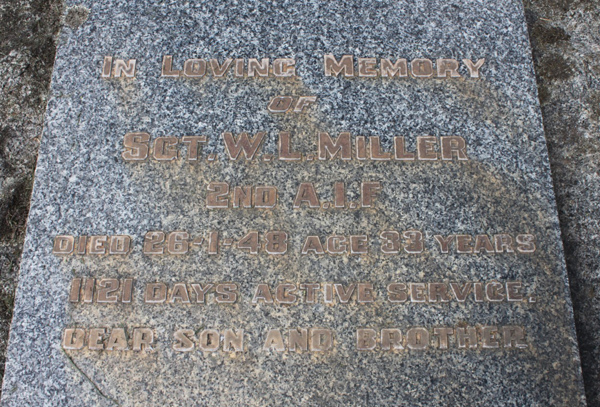 IN LOVING MEMORY
OF
SGT. W. L. MILLER
2ND A.I.F
DIED 26-1-48 AGE 33 YEARS
1121 DAYS ACTIVE SERVICE.
DEAR SON AND BROTHER